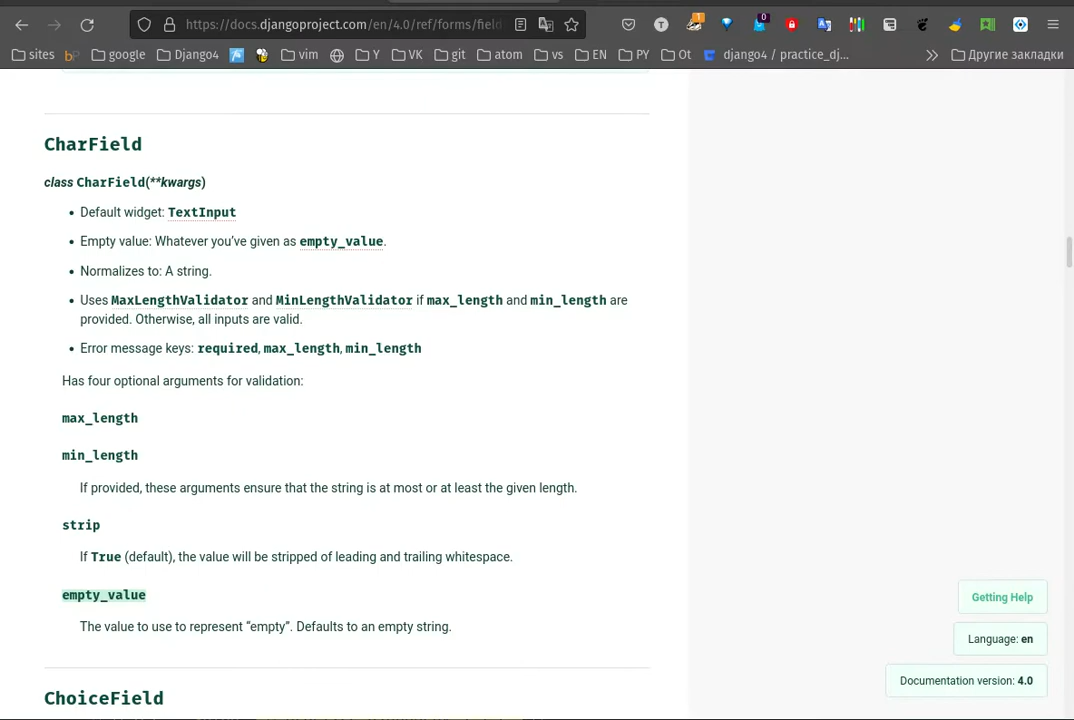 https://docs.djangoproject.com/en/4.0/ref/forms/field
T
0
sites
bp
google
Django4
vim
Y
VK
git
atom
vs
EN
PY
Ot
django4 / practice_dj...
Другие закладки
CharField
class CharField(**kwargs)
• Default widget: TextInput
• Empty value: Whatever you’ve given as empty_value.
• Normalizes to: A string.
• Uses MaxLengthValidator and MinLengthValidator if max_length and min_length are
provided. Otherwise, all inputs are valid.
• Error message keys: required, max_length, min_length
Has four optional arguments for validation:
max_length
min_length
If provided, these arguments ensure that the string is at most or at least the given length.
strip
If True (default), the value will be stripped of leading and trailing whitespace.
empty_value
The value to use to represent “empty”. Defaults to an empty string.
Getting Help
Language: en
Documentation version: 4.0
ChoiceField